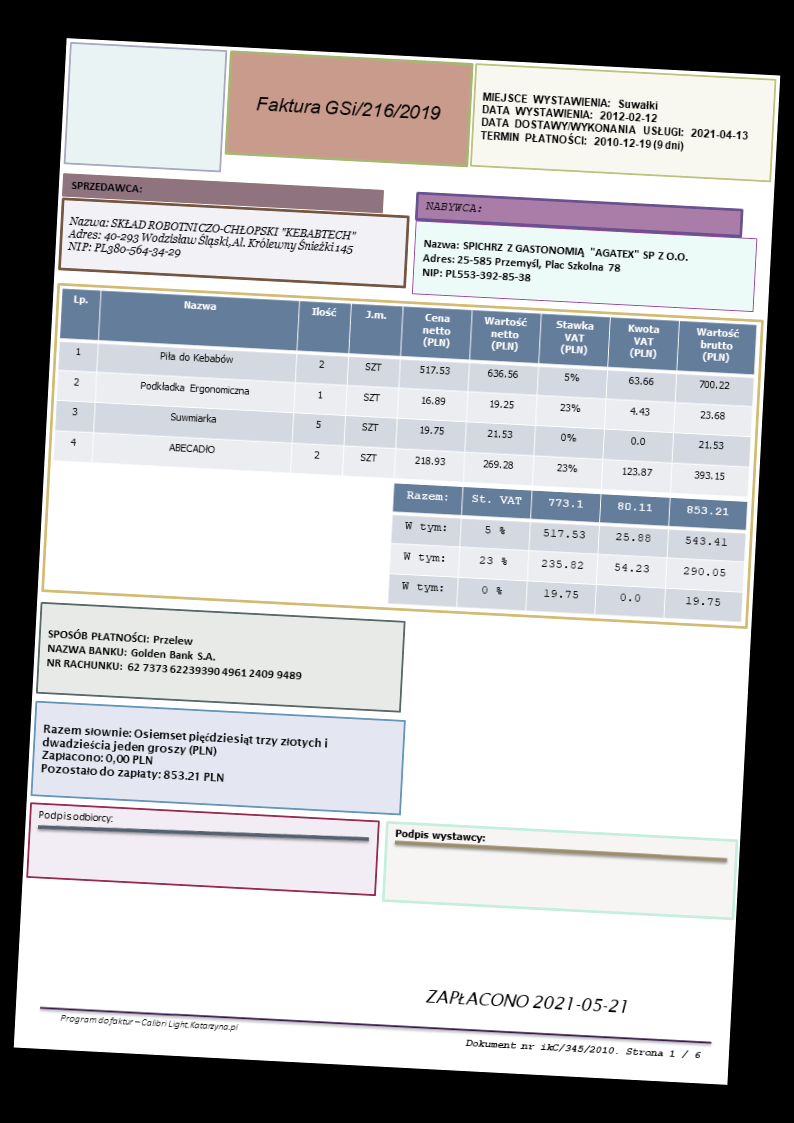 Faktura GSi/216/2019
MIEJSCE WYSTAWIENIA: Suwałki
DATA WYSTAWIENIA: 2012-02-12
DATA DOSTAWY/WYKONANIA USŁUGI: 2021-04-13
TERMIN PŁATNOŚCI: 2010-12-19 (9 dni)
SPRZEDAWCA:
Nazwa: SKŁAD ROBOTNICZO-CHŁOPSKI "KEBABTECH"
Adres: 40-293 Wodzisław Śląski, Al. Królewny Śnieżki 145
NIP: PL380-564-34-29
NABYWCA:
Nazwa: SPICHRZ Z GASTONOMIĄ "AGATEX" SP Z O.O.
Adres: 25-585 Przemyśl, Plac Szkolna 78
NIP: PL553-392-85-38
Lp. Nazwa Ilość J.m. Cena netto (PLN) Wartość netto (PLN) Stawka VAT (PLN) Kwota VAT (PLN) Wartość brutto (PLN)
1 Piła do Kebabów 2 SZT 517.53 636.56 5% 63.66 700.22
2 Podkładka Ergonomiczna 1 SZT 16.89 19.25 23% 4.43 23.68
3 Suwmiarka 5 SZT 19.75 21.53 0% 0.0 21.53
4 ABECADŁO 2 SZT 218.93 269.28 23% 123.87 393.15
Razem: St. VAT 773.1 80.11 853.21
W tym: 5 % 517.53 25.88 543.41
W tym: 23 % 235.82 54.23 290.05
W tym: 0 % 19.75 0.0 19.75
SPOSÓB PŁATNOŚCI: Przelew
NAZWA BANKU: Golden Bank S.A.
NR RACHUNKU: 62 7373 62239390 4961 2409 9489
Razem słownie: Osiemset pięćdziesiąt trzy złotych i
dwadzieścia jeden groszy (PLN)
Zapłacono: 0,00 PLN
Pozostało do zapłaty: 853.21 PLN
Podpis odbiorcy:
Podpis wystawcy:
ZAPŁACONO 2021-05-21
Program do faktur – Calibri Light.Katarzyna.pl
Dokument nr ikC/345/2010. Strona 1 / 6